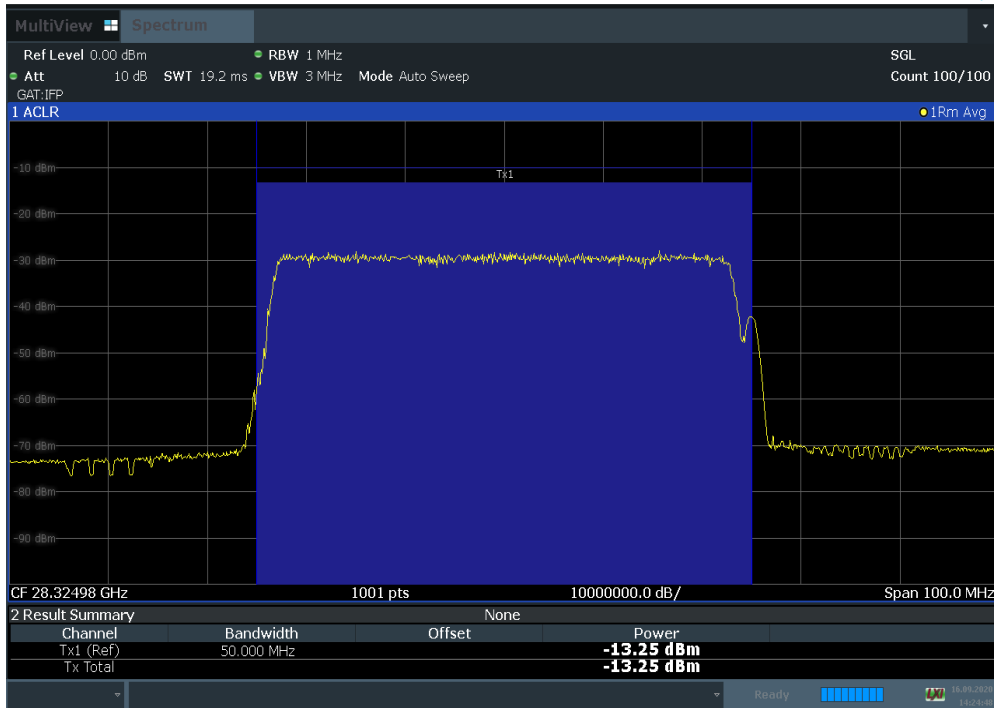 MultiView Spectrum
Ref Level 0.00 dBm RBW 1 MHz SGL
Att 10 dB SWT 19.2 ms VBW 3 MHz Mode Auto Sweep Count 100/100
GAT:IFP
1 ACLR 1Rm Avg
-10 dBm
Tx1
-20 dBm
-30 dBm
-40 dBm
-50 dBm
-60 dBm
-70 dBm
-80 dBm
-90 dBm
CF 28.32498 GHz 1001 pts 10000000.0 dB/ Span 100.0 MHz
2 Result Summary None
Channel Bandwidth Offset Power
Tx1 (Ref) 50.000 MHz -13.25 dBm
Tx Total -13.25 dBm
Ready LXI 16.09.2020
14:24:48